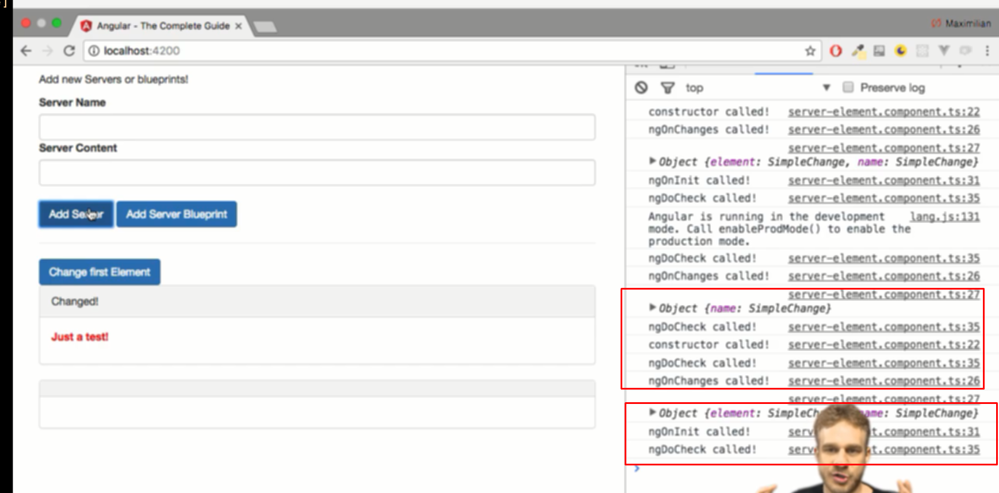 ]
Angular - The Complete Guide
Maximilian
localhost:4200
Add new Servers or blueprints!
Server Name
Server Content
Add Server Blueprint
Change first Element
Changed!
Just a test!
top
Preserve log
constructor called! server-element.component.ts:22
ngOnChanges called! server-element.component.ts:26
server-element.component.ts:27
Object {element: SimpleChange, name: SimpleChange}
ngOnInit called! server-element.component.ts:31
ngDoCheck called! server-element.component.ts:35
Angular is running in the development lang.js:131
mode. Call enableProdMode() to enable the
production mode.
ngDoCheck called! server-element.component.ts:35
ngOnChanges called! server-element.component.ts:26
server-element.component.ts:27
Object {name: SimpleChange}
ngDoCheck called! server-element.component.ts:35
constructor called! server-element.component.ts:22
ngDoCheck called! server-element.component.ts:35
ngOnChanges called! server-element.component.ts:26
server-element.component.ts:27
Object {element: SimpleCh ame: SimpleChange}
ngOnInit called! serv t.component.ts:31
ngDoCheck called! serv t.component.ts:35